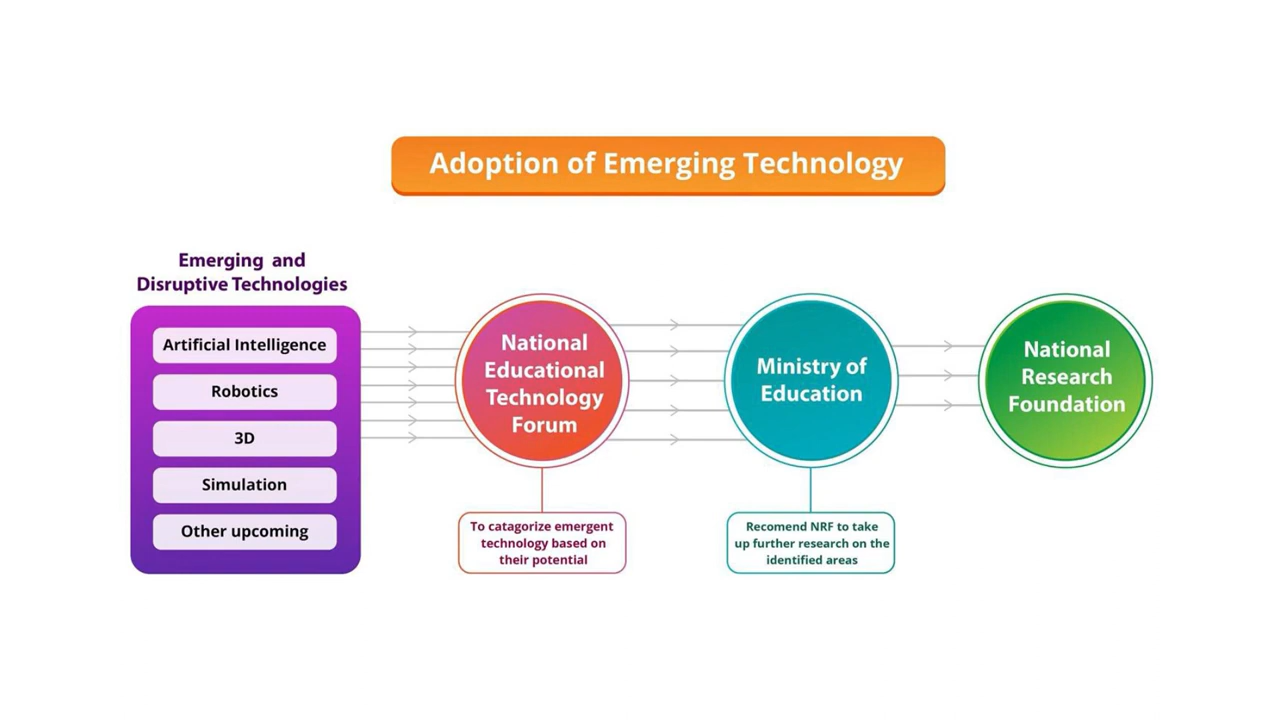 Adoption of Emerging Technology
Emerging and
Disruptive Technologies
Artificial Intelligence
Robotics
3D
Simulation
Other upcoming
National
Educational
Technology
Forum
To catagorize emergent
technology based on
their potential
Ministry of
Education
Recomend NRF to take
up further research on the
identified areas
National
Research
Foundation